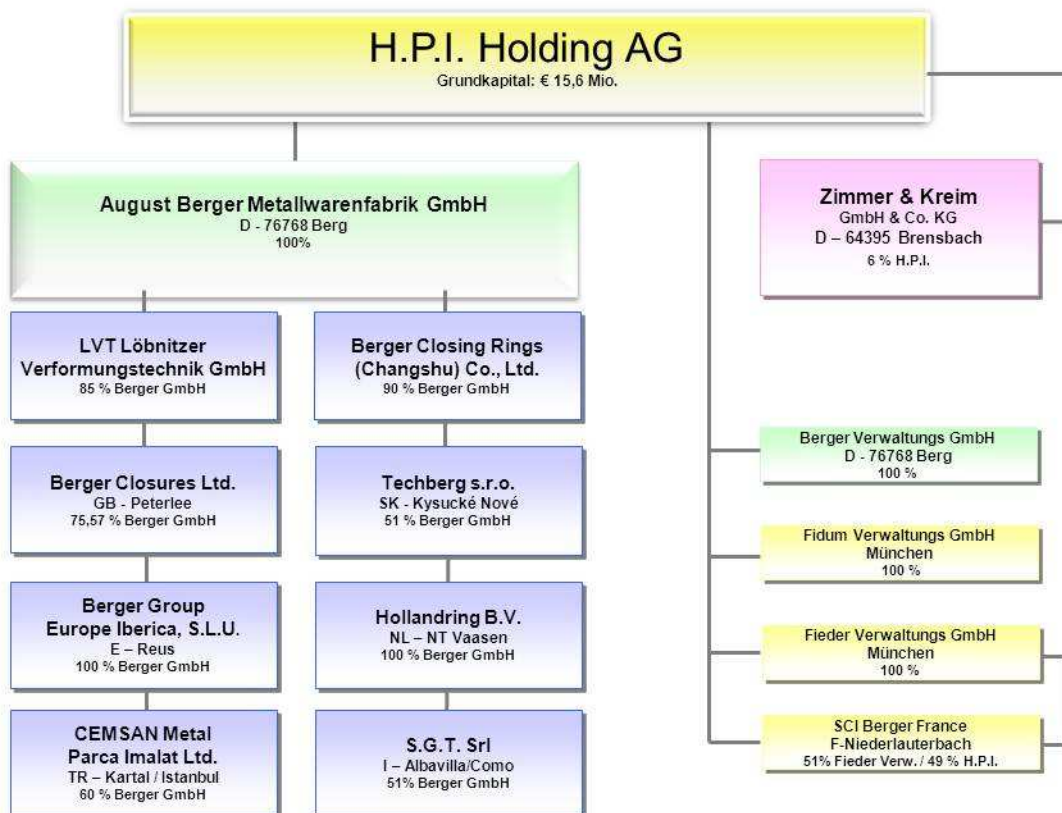 H.P.I. Holding AG
Grundkapital: € 15,6 Mio.
August Berger Metallwarenfabrik GmbH
D - 76768 Berg
100%
Zimmer & Kreim
GmbH & Co. KG
D – 64395 Brensbach
6 % H.P.I.
LVT Löbnitzer
Verformungstechnik GmbH
85 % Berger GmbH
Berger Closing Rings
(Changshu) Co., Ltd.
90 % Berger GmbH
Berger Closures Ltd.
GB - Peterlee
75,57 % Berger GmbH
Techberg s.r.o.
SK - Kysucké Nové
51 % Berger GmbH
Berger Group
Europe Iberica, S.L.U.
E – Reus
100 % Berger GmbH
Hollandring B.V.
NL – NT Vaasen
100 % Berger GmbH
CEMSAN Metal
Parca Imalat Ltd.
TR – Kartal / Istanbul
60 % Berger GmbH
S.G.T. Srl
I – Albavilla/Como
51% Berger GmbH
Berger Verwaltungs GmbH
D - 76768 Berg
100 %
Fidum Verwaltungs GmbH
München
100 %
Fieder Verwaltungs GmbH
München
100 %
SCI Berger France
F-Niederlauterbach
51% Fieder Verw. / 49 % H.P.I.